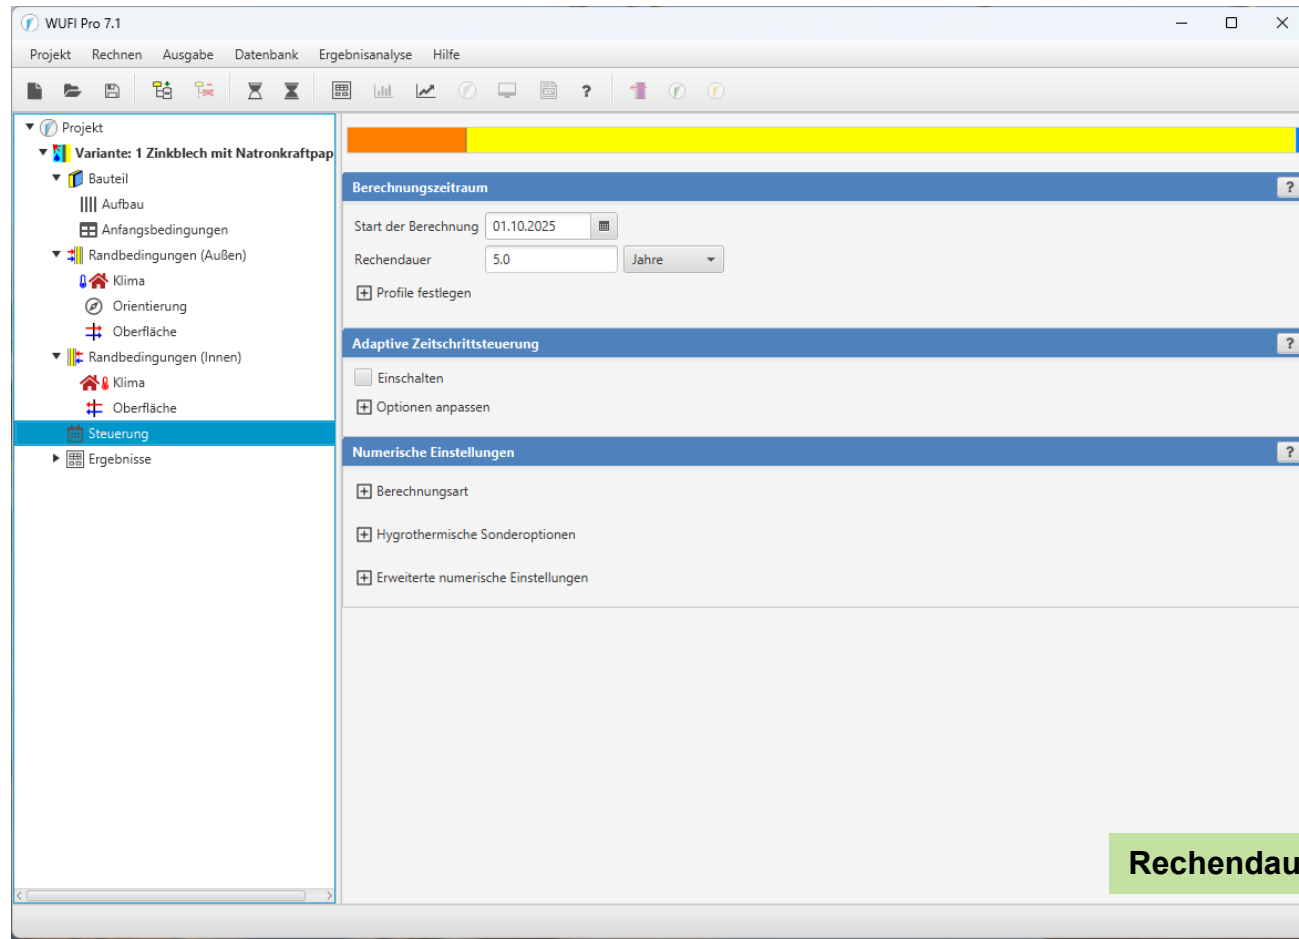 WUFI Pro 7.1
Projekt Rechnen Ausgabe Datenbank Ergebnisanalyse Hilfe
?
Projekt
Variante: 1 Zinkblech mit Natronkraftpap
Bauteil
Aufbau
Anfangsbedingungen
Randbedingungen (Außen)
Klima
Orientierung
Oberfläche
Randbedingungen (Innen)
Klima
Oberfläche
Steuerung
Ergebnisse
Berechnungszeitraum ?
Start der Berechnung 01.10.2025
Rechendauer 5.0 Jahre
Profile festlegen
Adaptive Zeitschrittsteuerung ?
Einschalten
Optionen anpassen
Numerische Einstellungen ?
Berechnungsart
Hygrothermische Sonderoptionen
Erweiterte numerische Einstellungen
Rechendau